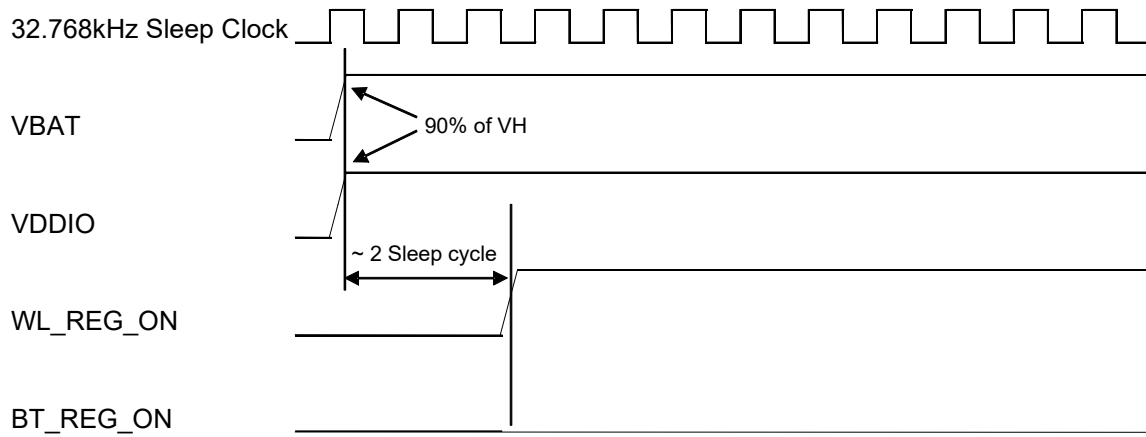 32.768kHz Sleep Clock
VBAT
90% of VH
VDDIO
~ 2 Sleep cycle
WL_REG_ON
BT_REG_ON